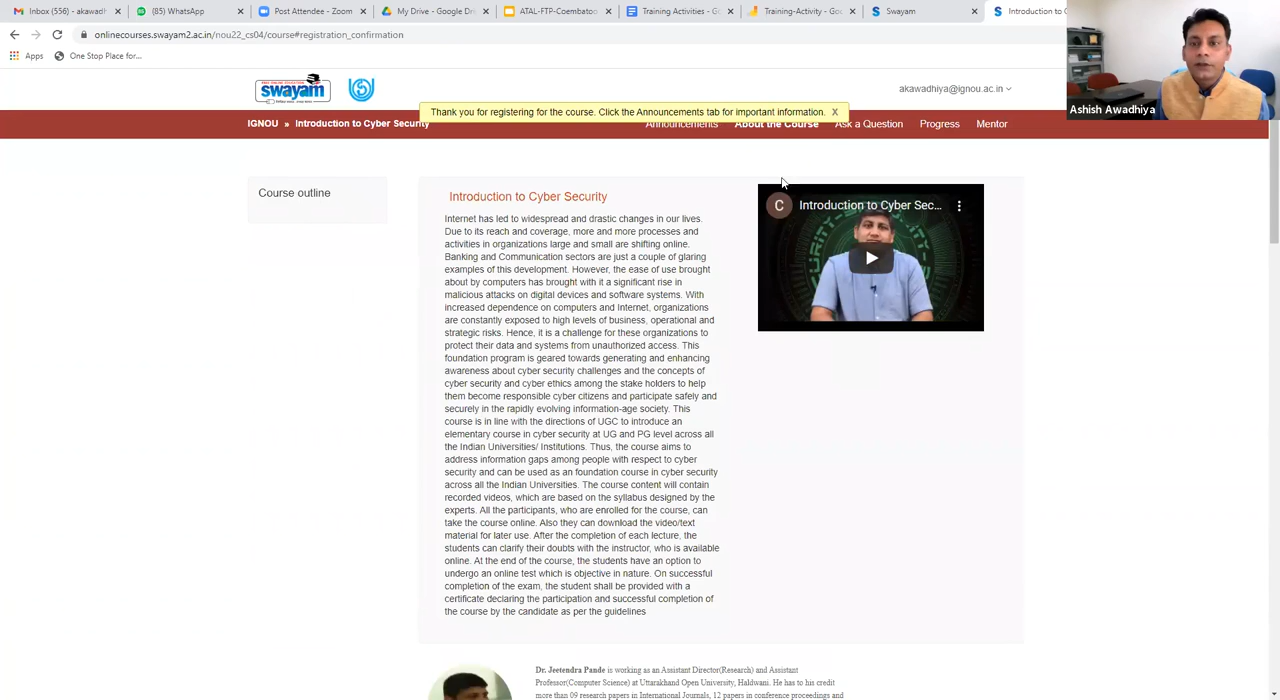 Inbox (556) - akawadh
(85) WhatsApp
Post Attendee - Zoom
My Drive - Google Dri
ATAL-FTP-Coembatoo
Training Activities - Go
Training-Activity - Goo
Swayam
Introduction to C
onlinecourses.swayam2.ac.in/nou22_cs04/course#registration_confirmation
Apps
One Stop Place for...
FREE ONLINE EDUCATION
swayam
akawadhiya@ignou.ac.in
Ashish Awadhiya
Thank you for registering for the course. Click the Announcements tab for important information. X
IGNOU » Introduction to Cyber Security
Announcements About the Course Ask a Question Progress Mentor
Course outline
Introduction to Cyber Security
C Introduction to Cyber Sec...
Internet has led to widespread and drastic changes in our lives.
Due to its reach and coverage, more and more processes and
activities in organizations large and small are shifting online.
Banking and Communication sectors are just a couple of glaring
examples of this development. However, the ease of use brought
about by computers has brought with it a significant rise in
malicious attacks on digital devices and software systems. With
increased dependence on computers and Internet, organizations
are constantly exposed to high levels of business, operational and
strategic risks. Hence, it is a challenge for these organizations to
protect their data and systems from unauthorized access. This
foundation program is geared towards generating and enhancing
awareness about cyber security challenges and the concepts of
cyber security and cyber ethics among the stake holders to help
them become responsible cyber citizens and participate safely and
securely in the rapidly evolving information-age society. This
course is in line with the directions of UGC to introduce an
elementary course in cyber security at UG and PG level across all
the Indian Universities/ Institutions. Thus, the course aims to
address information gaps among people with respect to cyber
security and can be used as an foundation course in cyber security
across all the Indian Universities. The course content will contain
recorded videos, which are based on the syllabus designed by the
experts. All the participants, who are enrolled for the course, can
take the course online. Also they can download the video/text
material for later use. After the completion of each lecture, the
students can clarify their doubts with the instructor, who is available
online. At the end of the course, the students have an option to
undergo an online test which is objective in nature. On successful
completion of the exam, the student shall be provided with a
certificate declaring the participation and successful completion of
the course by the candidate as per the guidelines
Dr. Jeetendra Pande is working as an Assistant Director(Research) and Assistant
Professor(Computer Science) at Uttarakhand Open University, Haldwani. He has to his credit
more than 09 research papers in International Journals, 12 papers in conference proceedings and